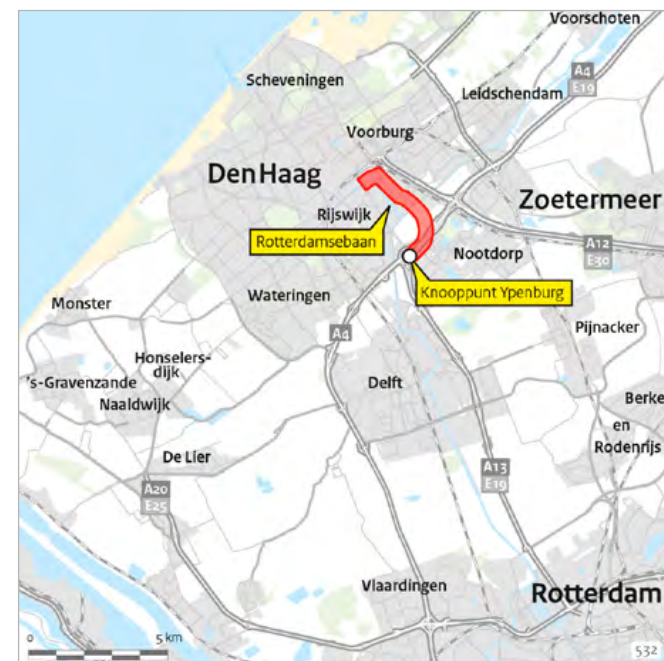 Voorschoten
A4
E19
Scheveningen
Leidschendam
Voorburg
Den Haag
Zoetermeer
Rijswijk
Rotterdamsebaan
A12
E30
Nootdorp
Knooppunt Ypenburg
Wateringen
Monster
A4
Pijnacker
Honselers-
dijk
's-Gravenzande
Naaldwijk
Delft
Berke
en
Rodenrijs
De Lier
A13
E19
A20
E25
Vlaardingen
Rotterdam
0 5 km
532